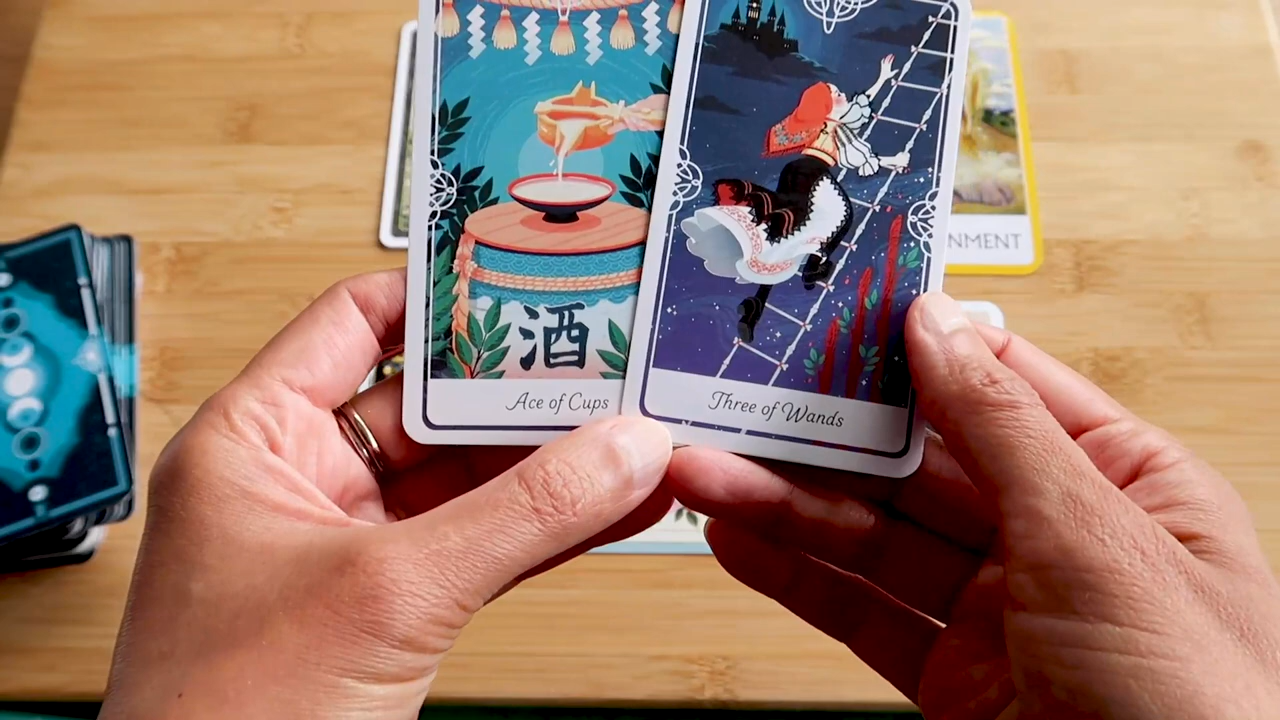 酒
Ace of Cups
Three of Wands
NMENT